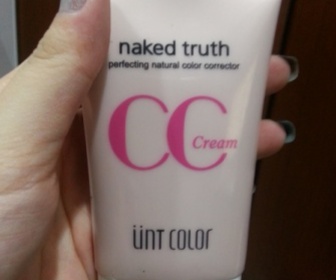 naked truth
perfecting natural color corrector
CC Cream
ünt color